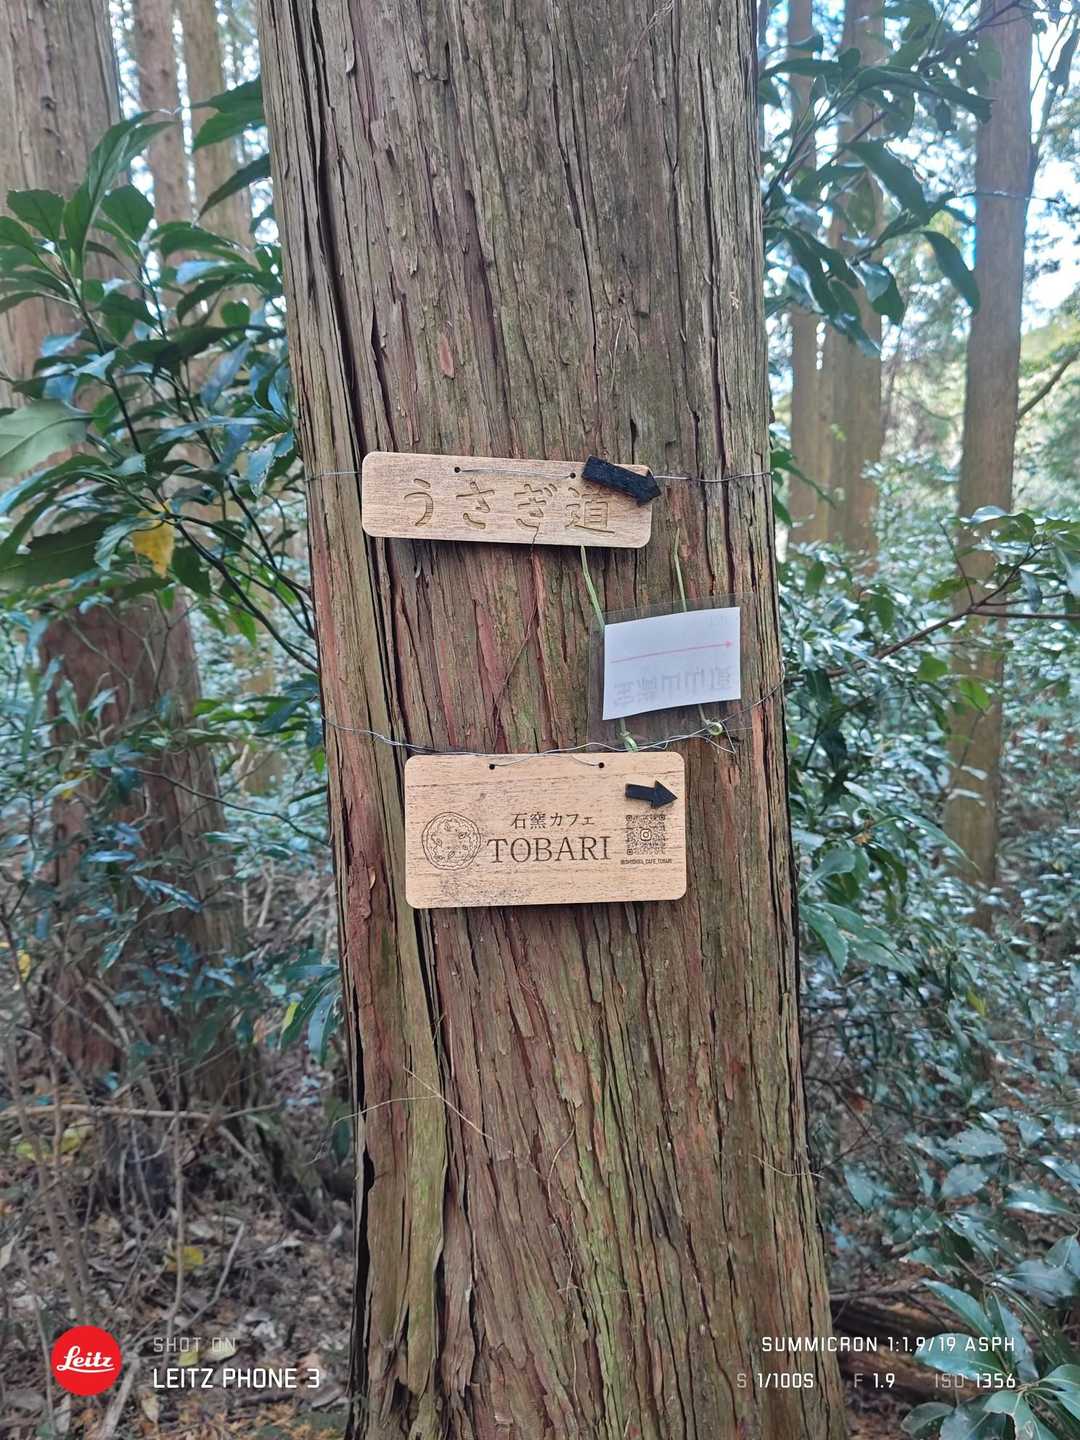 うさぎ道
石窯カフェ
TOBARI
Leitz
SHOT ON
LEITZ PHONE 3
SUMMICRON 1:1.9/19 ASPH
S 1/100S F 1.9 ISO 1356